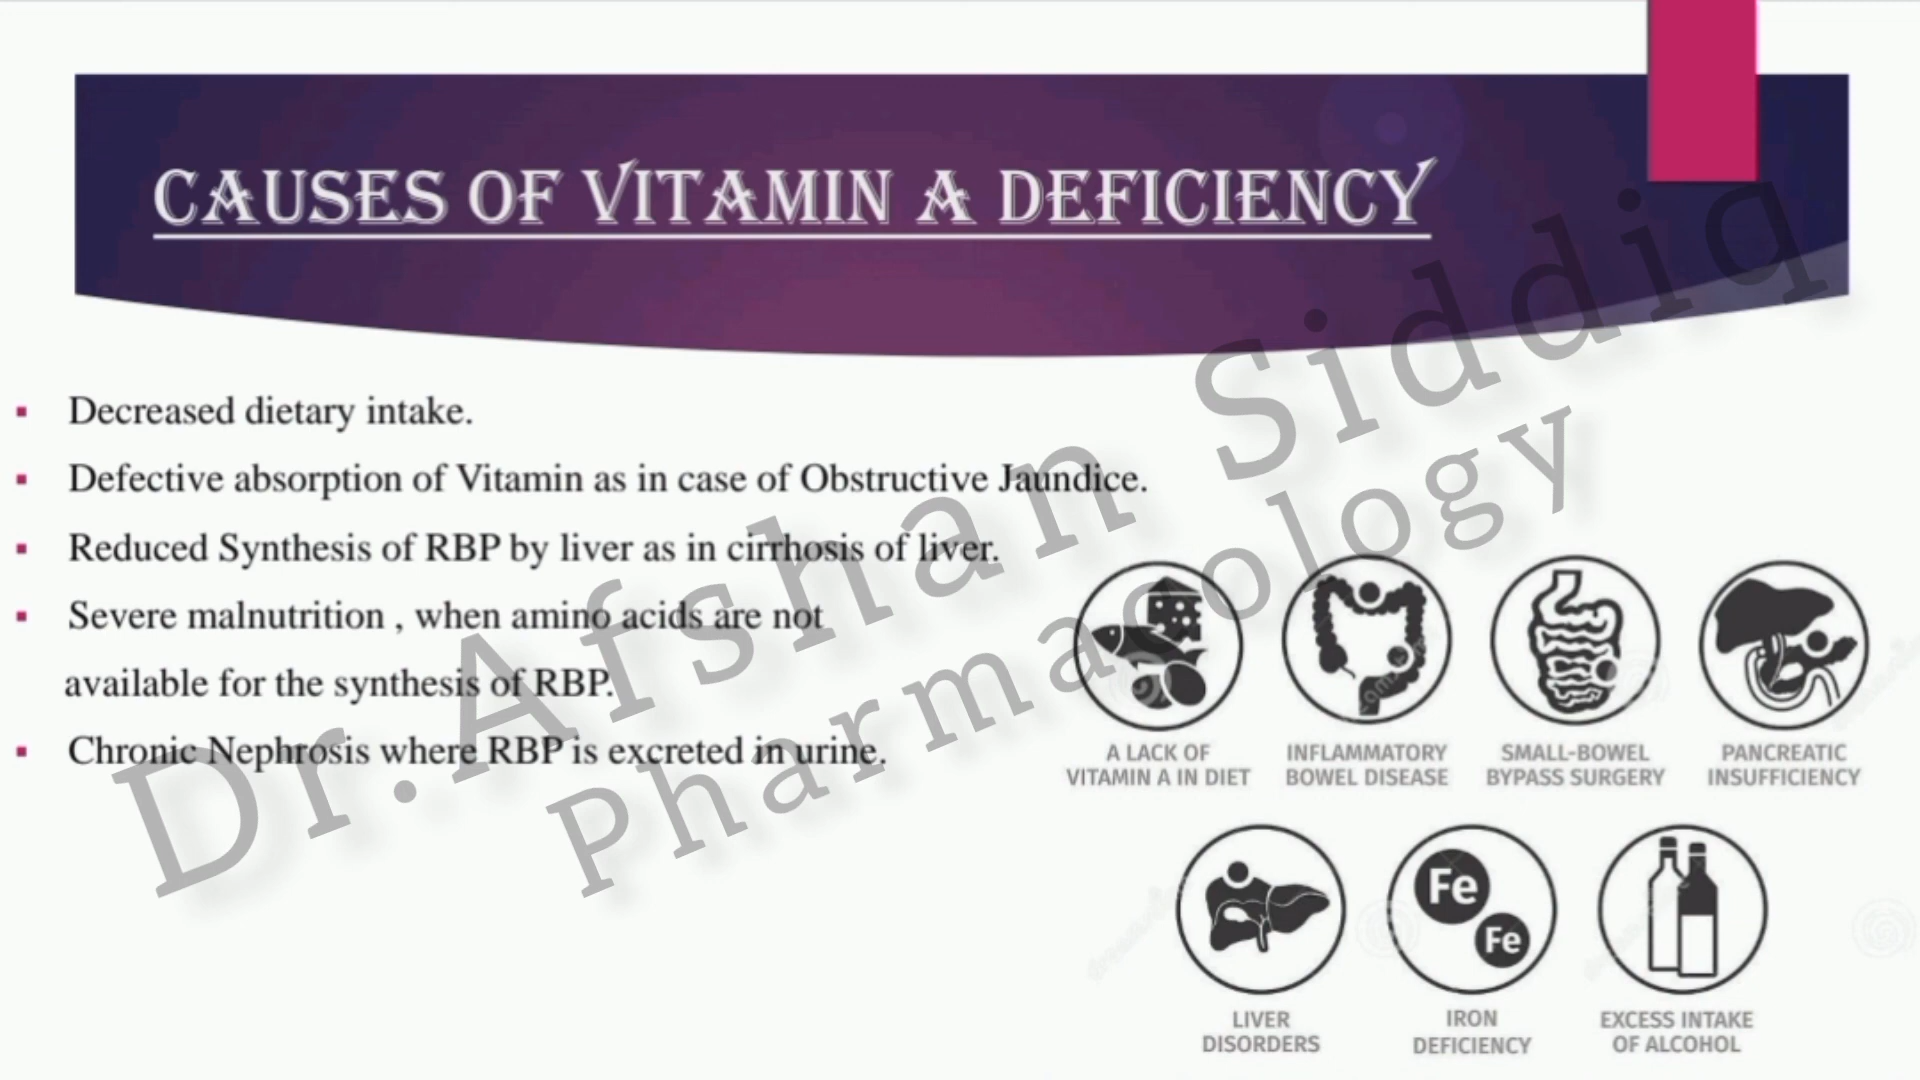 CAUSES OF VITAMIN A DEFICIENCY
▪ Decreased dietary intake.
▪ Defective absorption of Vitamin as in case of Obstructive Jaundice.
▪ Reduced Synthesis of RBP by liver as in cirrhosis of liver.
▪ Severe malnutrition , when amino acids are not
available for the synthesis of RBP.
▪ Chronic Nephrosis where RBP is excreted in urine.
Dr.Afshan Siddiq
Pharmacology
A LACK OF
VITAMIN A IN DIET
INFLAMMATORY
BOWEL DISEASE
SMALL-BOWEL
BYPASS SURGERY
PANCREATIC
INSUFFICIENCY
Fe
Fe
LIVER
DISORDERS
IRON
DEFICIENCY
EXCESS INTAKE
OF ALCOHOL